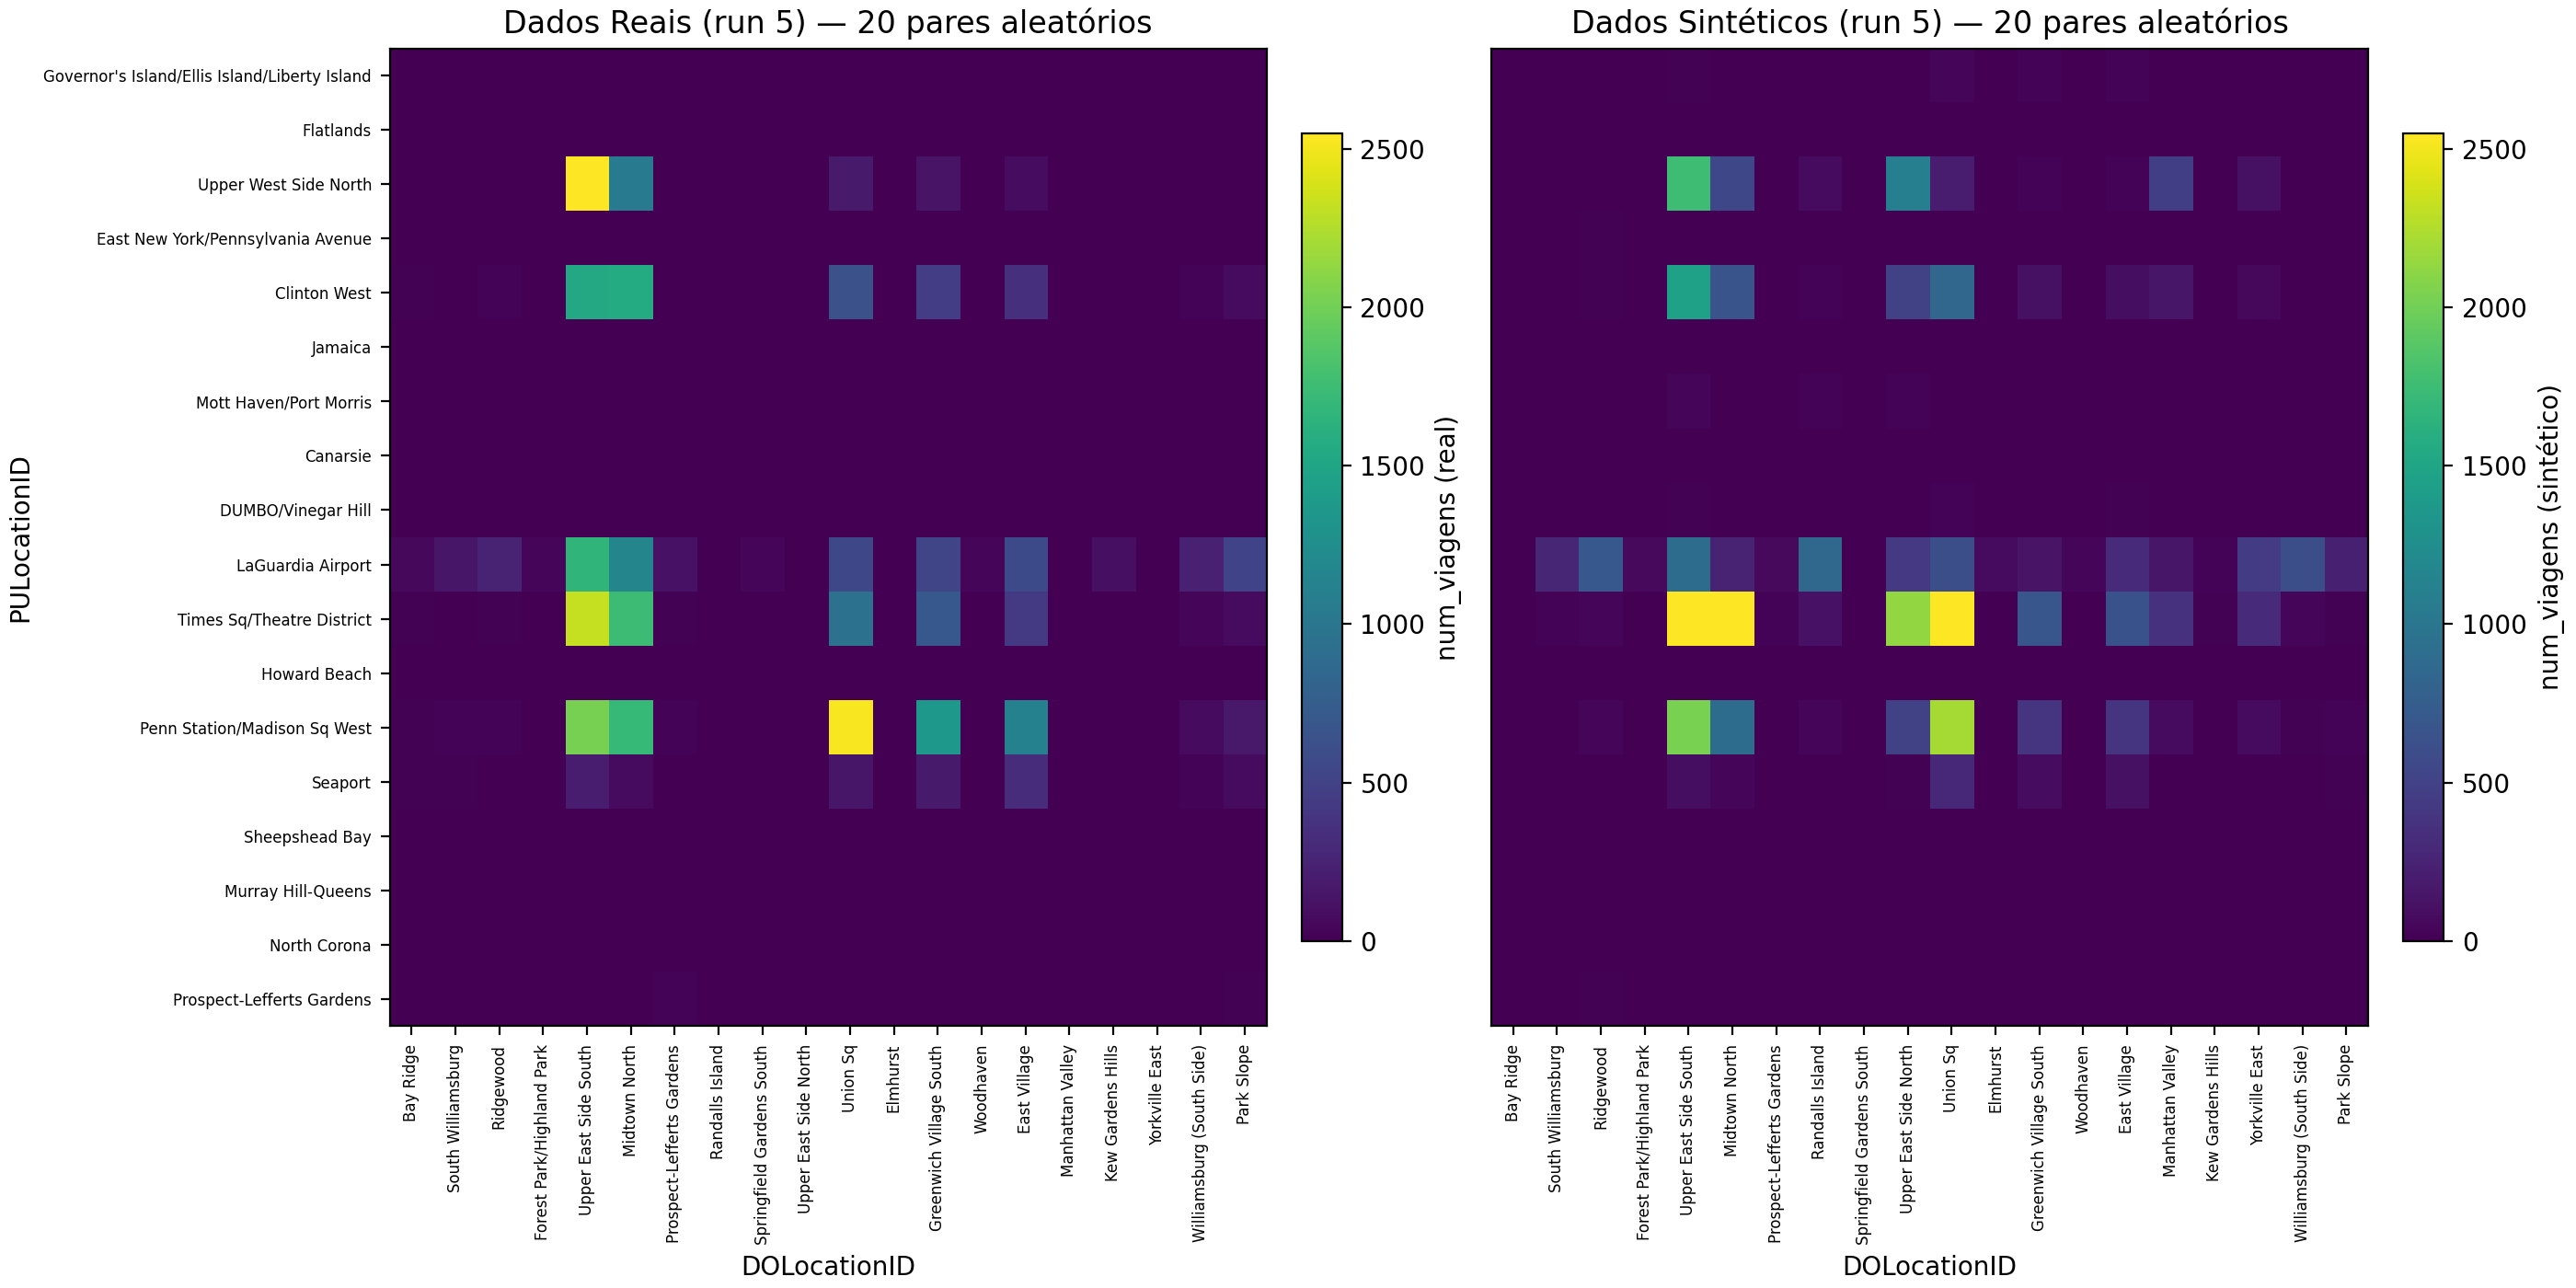 Dados Reais (run 5) — 20 pares aleatórios
PULocationID
Governor's Island/Ellis Island/Liberty Island
Flatlands
Upper West Side North
East New York/Pennsylvania Avenue
Clinton West
Jamaica
Mott Haven/Port Morris
Canarsie
DUMBO/Vinegar Hill
LaGuardia Airport
Times Sq/Theatre District
Howard Beach
Penn Station/Madison Sq West
Seaport
Sheepshead Bay
Murray Hill-Queens
North Corona
Prospect-Lefferts Gardens
Bay Ridge
South Williamsburg
Ridgewood
Forest Park/Highland Park
Upper East Side South
Midtown North
Prospect-Lefferts Gardens
Randalls Island
Springfield Gardens South
Upper East Side North
Union Sq
Elmhurst
Greenwich Village South
Woodhaven
East Village
Manhattan Valley
Kew Gardens Hills
Yorkville East
Williamsburg (South Side)
Park Slope
DOLocationID
2500
2000
1500
1000
500
0
num_viagens (real)
Dados Sintéticos (run 5) — 20 pares aleatórios
Bay Ridge
South Williamsburg
Ridgewood
Forest Park/Highland Park
Upper East Side South
Midtown North
Prospect-Lefferts Gardens
Randalls Island
Springfield Gardens South
Upper East Side North
Union Sq
Elmhurst
Greenwich Village South
Woodhaven
East Village
Manhattan Valley
Kew Gardens Hills
Yorkville East
Williamsburg (South Side)
Park Slope
DOLocationID
2500
2000
1500
1000
500
0
num_viagens (sintético)